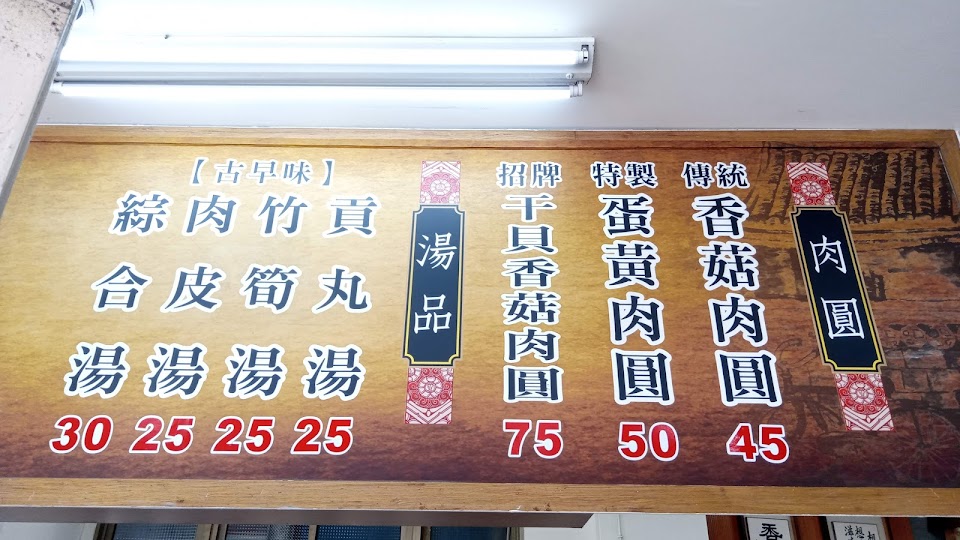 肉圓
傳統
香菇肉圓
45
特製
蛋黃肉圓
50
招牌
干貝香菇肉圓
75
湯品
【古早味】
貢丸湯
25
竹筍湯
25
肉皮湯
25
綜合湯
30
香